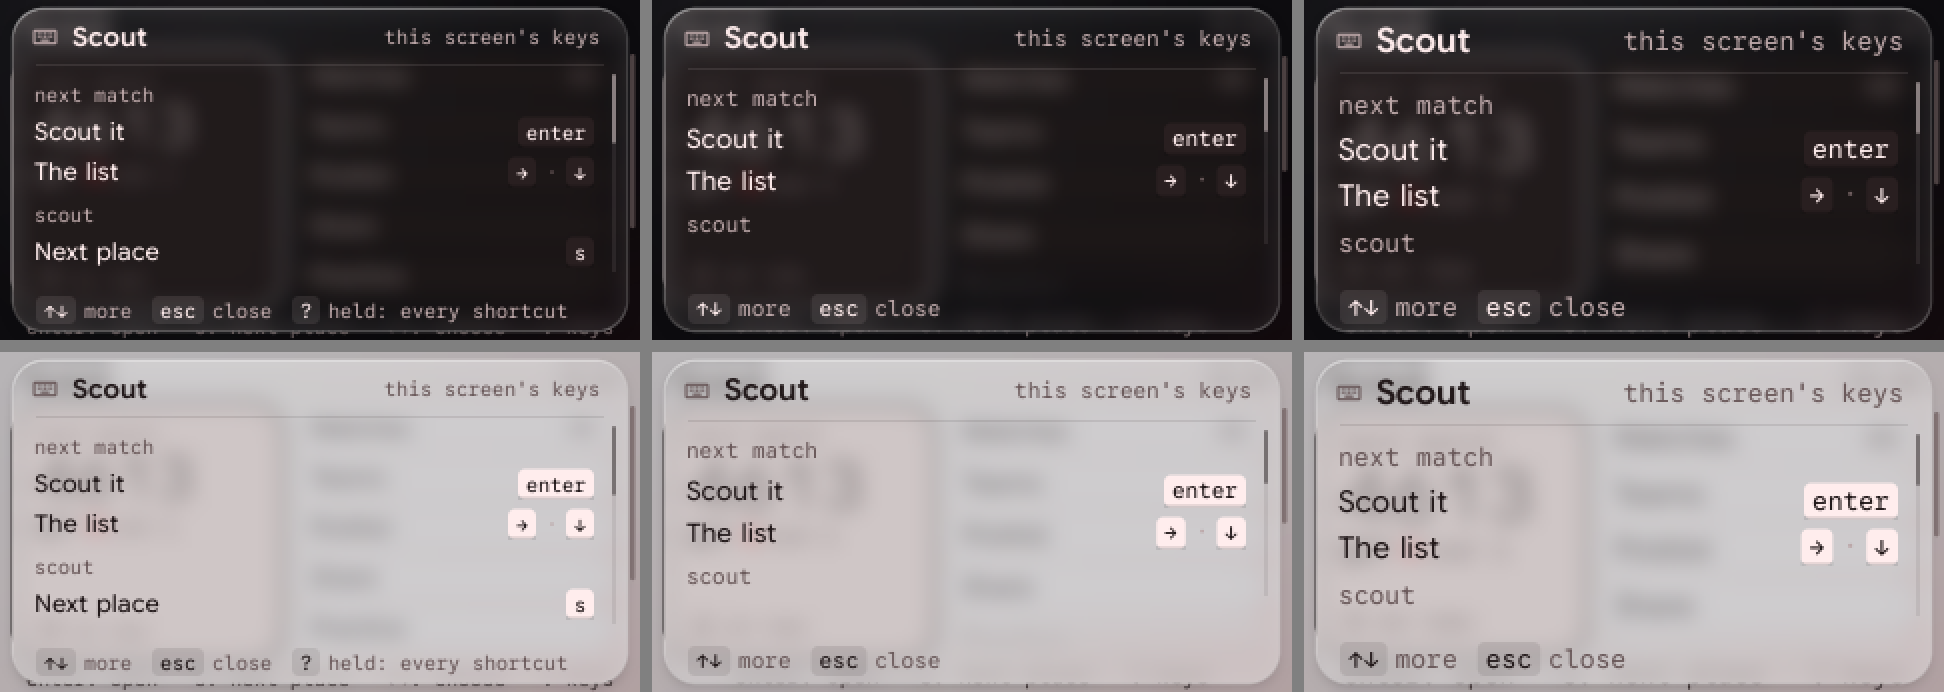 Scout this screen's keys
next match
Scout it enter
The list → · ↓
scout
Next place s
↑↓ more esc close ? held: every shortcut
Scout this screen's keys
next match
Scout it enter
The list → · ↓
scout
↑↓ more esc close
Scout this screen's keys
next match
Scout it enter
The list → · ↓
scout
↑↓ more esc close
Scout this screen's keys
next match
Scout it enter
The list → · ↓
scout
Next place s
↑↓ more esc close ? held: every shortcut
Scout this screen's keys
next match
Scout it enter
The list → · ↓
scout
↑↓ more esc close
Scout this screen's keys
next match
Scout it enter
The list → · ↓
scout
↑↓ more esc close